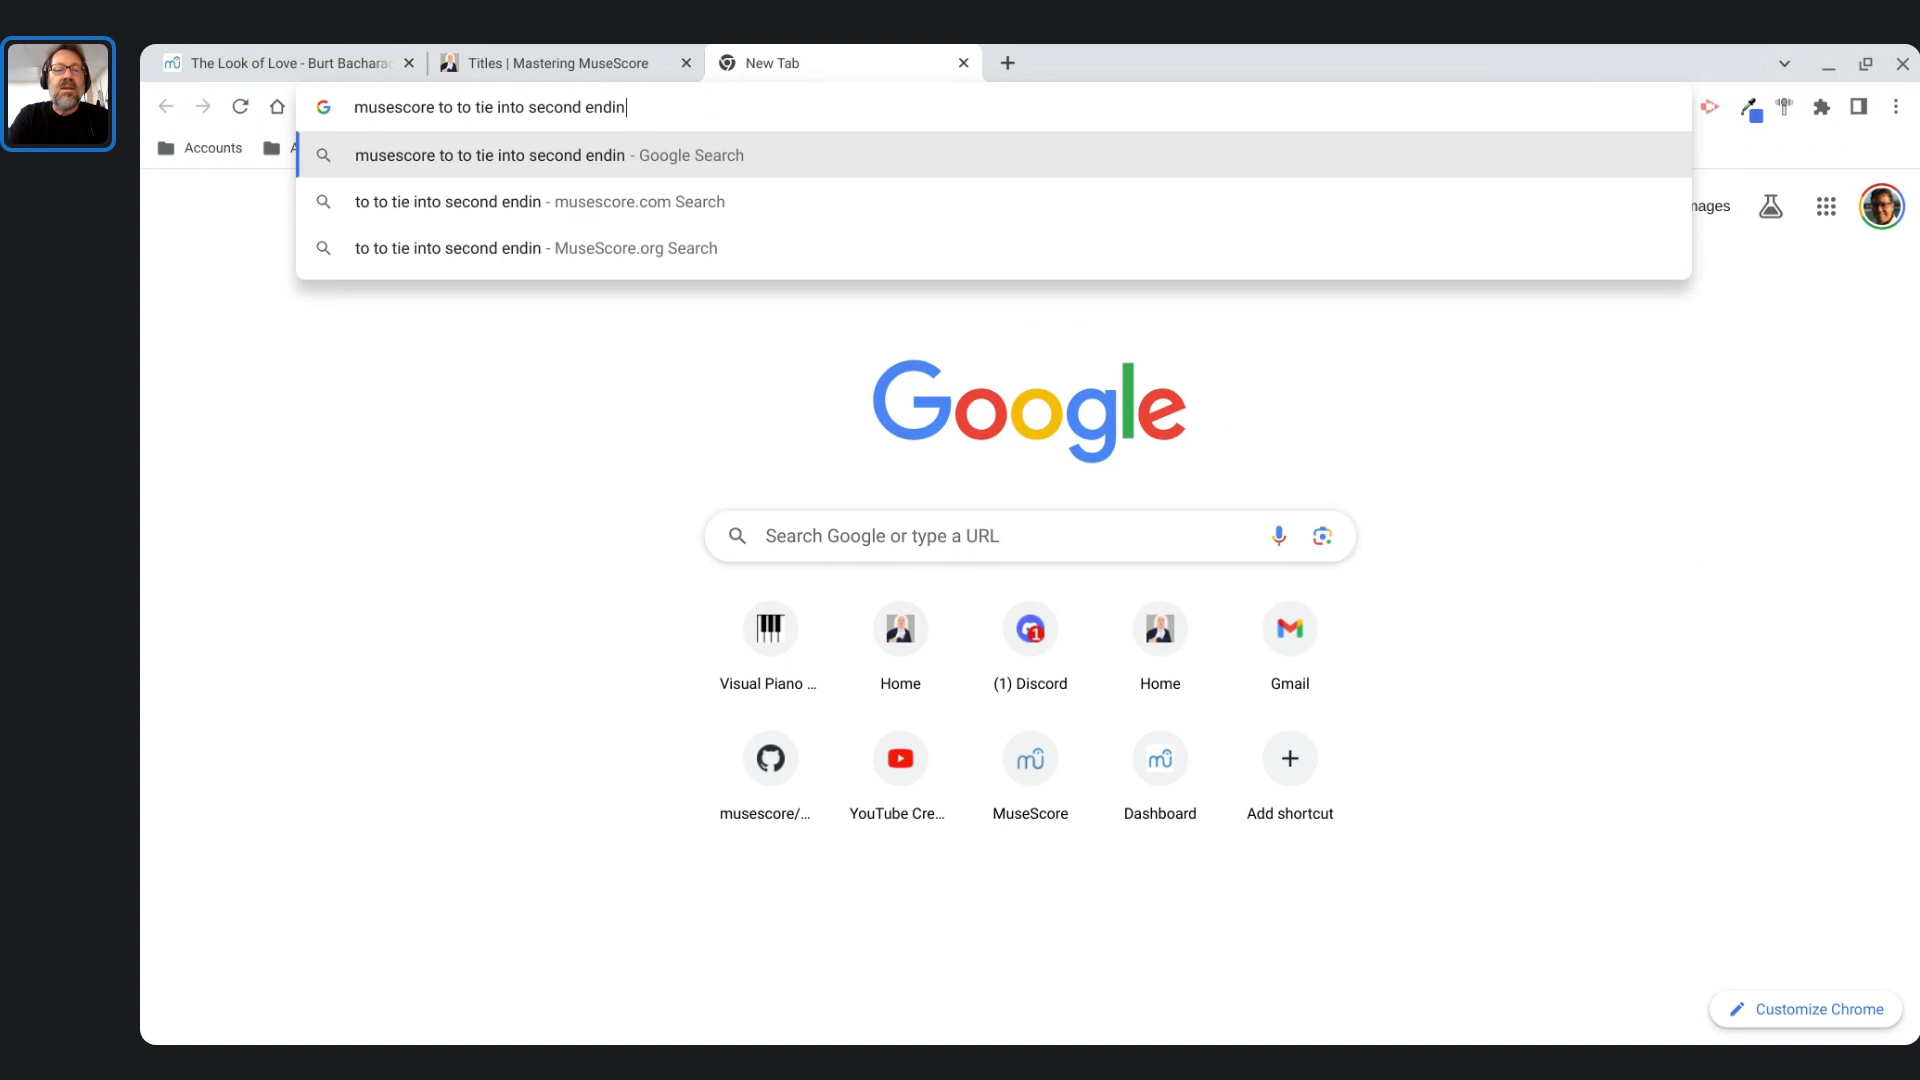 The Look of Love - Burt Bacharac
Titles | Mastering MuseScore
New Tab
musescore to to tie into second endin
Accounts
A
musescore to to tie into second endin - Google Search
to to tie into second endin - musescore.com Search
to to tie into second endin - MuseScore.org Search
mages
Google
Search Google or type a URL
1
Visual Piano ...
Home
(1) Discord
Home
Gmail
musescore/...
YouTube Cre...
MuseScore
Dashboard
Add shortcut
Customize Chrome